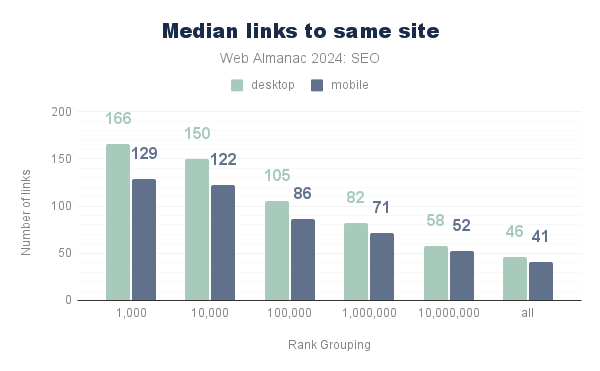 Median links to same site
Web Almanac 2024: SEO
desktop mobile
200
150
100
50
0
Number of links
166
129
150
122
105
86
82
71
58
52
46
41
1,000 10,000 100,000 1,000,000 10,000,000 all
Rank Grouping